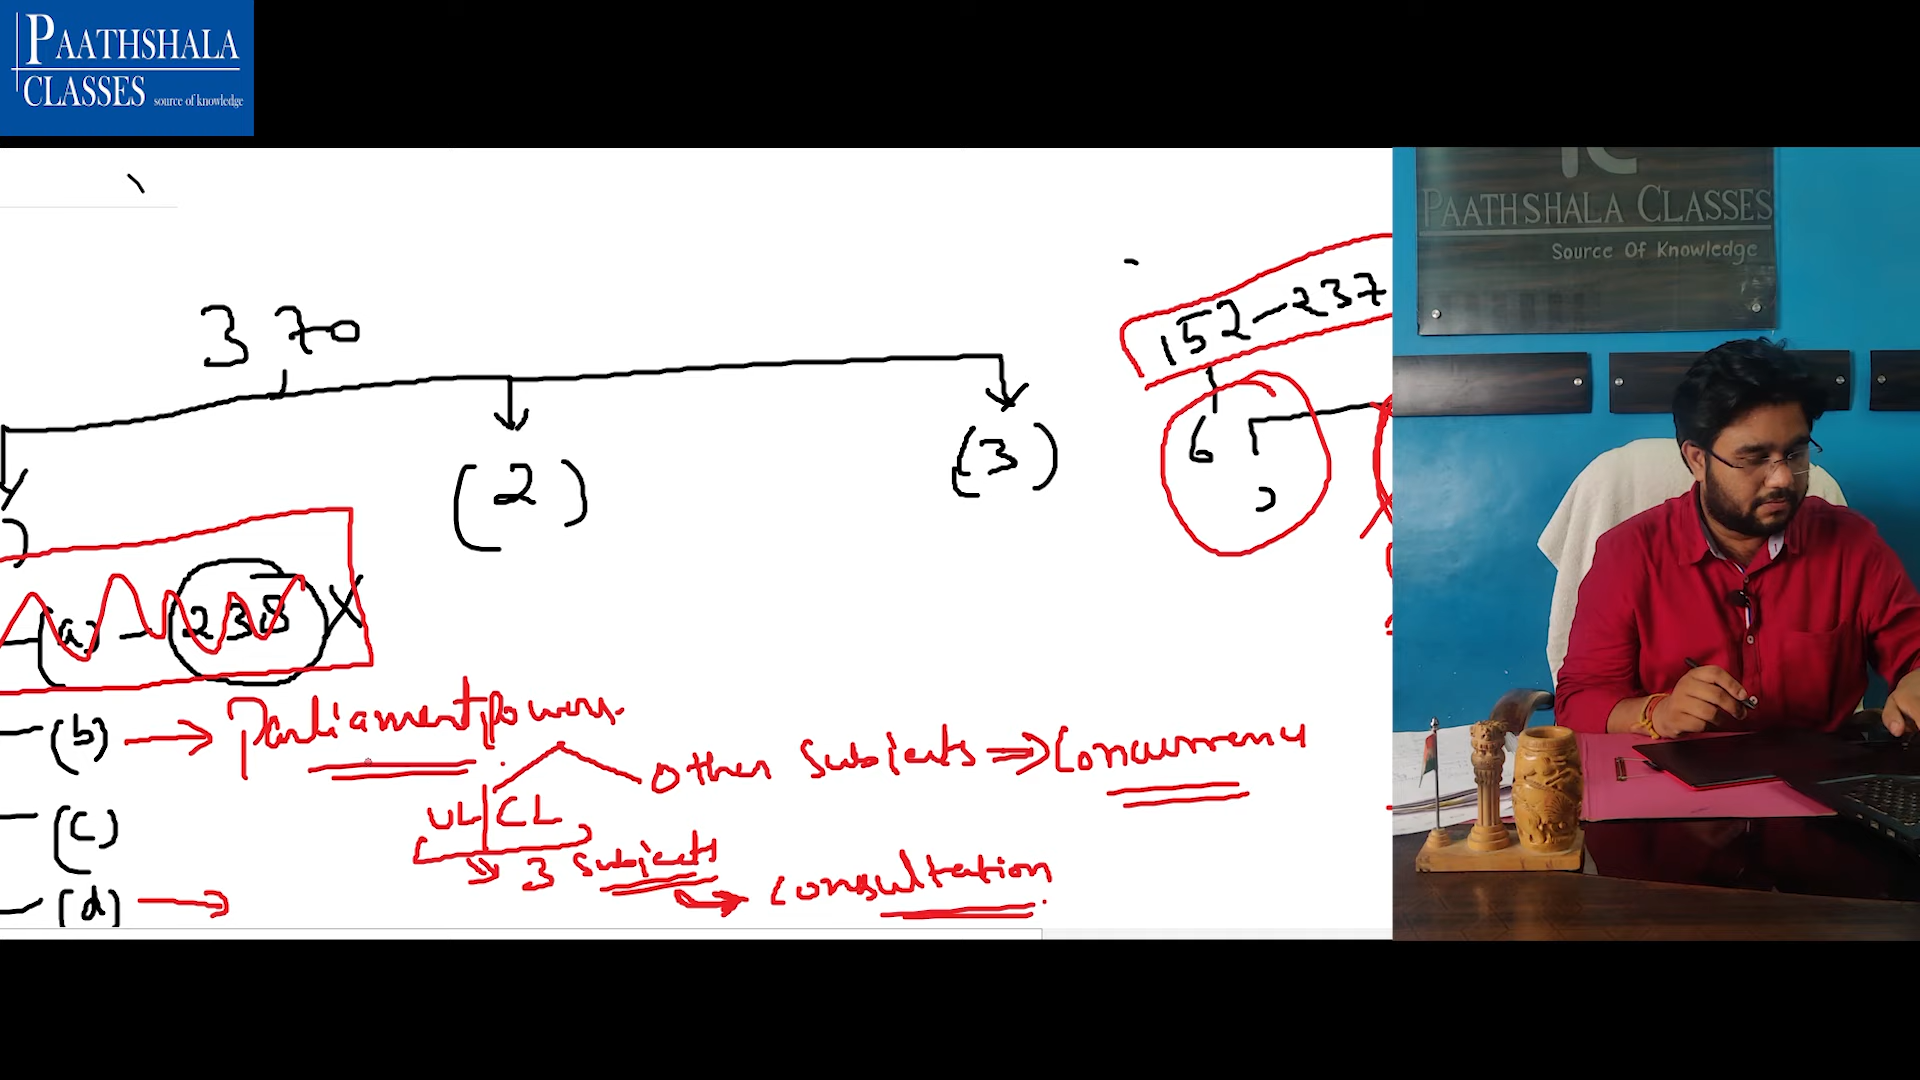 PAATHSHALA
CLASSES source of knowledge
PAATHSHALA CLASSES
Source Of Knowledge
370
152-237
6
(2)
(3)
(a) - 238 X
(b) → Parliament powers.
Other Subjects ⇒ Concurrency
UL | CL
(c)
3 Subjects
Consultation
(d) →